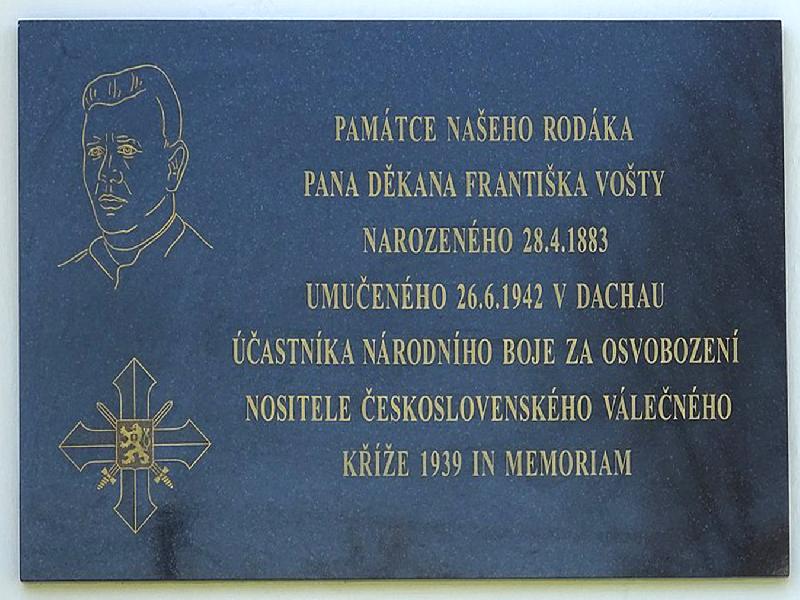 PAMÁTCE NAŠEHO RODÁKA
PANA DĚKANA FRANTIŠKA VOŠTY
NAROZENÉHO 28.4.1883
UMUČENÉHO 26.6.1942 V DACHAU
ÚČASTNÍKA NÁRODNÍHO BOJE ZA OSVOBOZENÍ
NOSITELE ČESKOSLOVENSKÉHO VÁLEČNÉHO
KŘÍŽE 1939 IN MEMORIAM